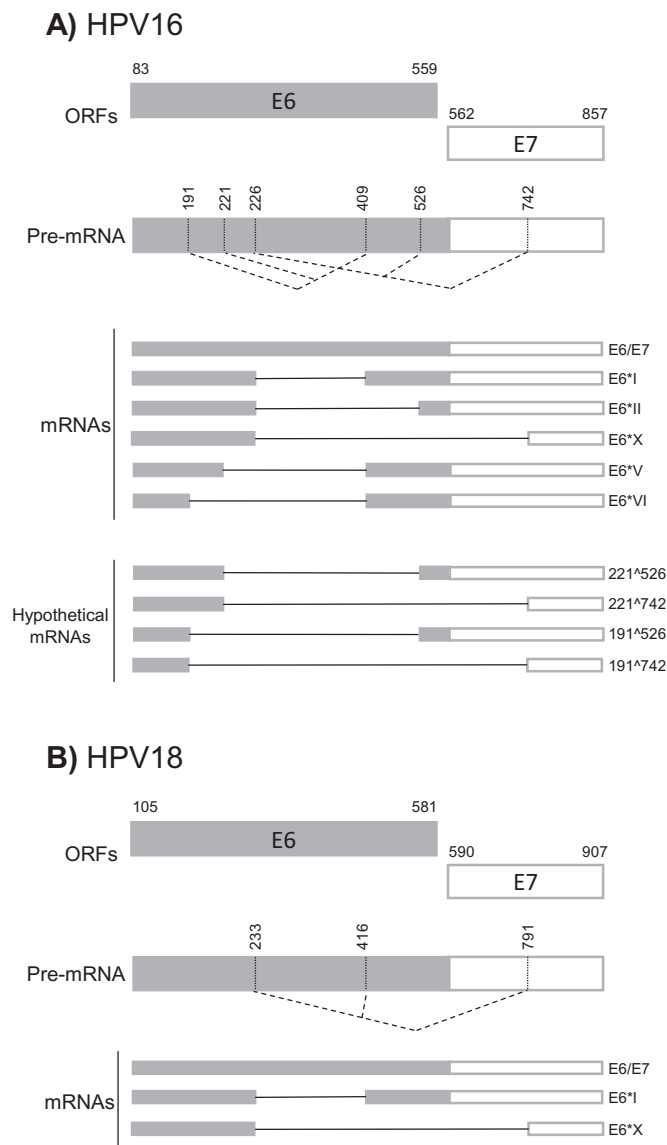 A) HPV16
83 559
ORFs E6
562 857
E7
191 221 226 409 526 742
Pre-mRNA
mRNAs
E6/E7
E6*I
E6*II
E6*X
E6*V
E6*VI
Hypothetical
mRNAs
221^526
221^742
191^526
191^742
B) HPV18
105 581
ORFs E6
590 907
E7
233 416 791
Pre-mRNA
mRNAs
E6/E7
E6*I
E6*X